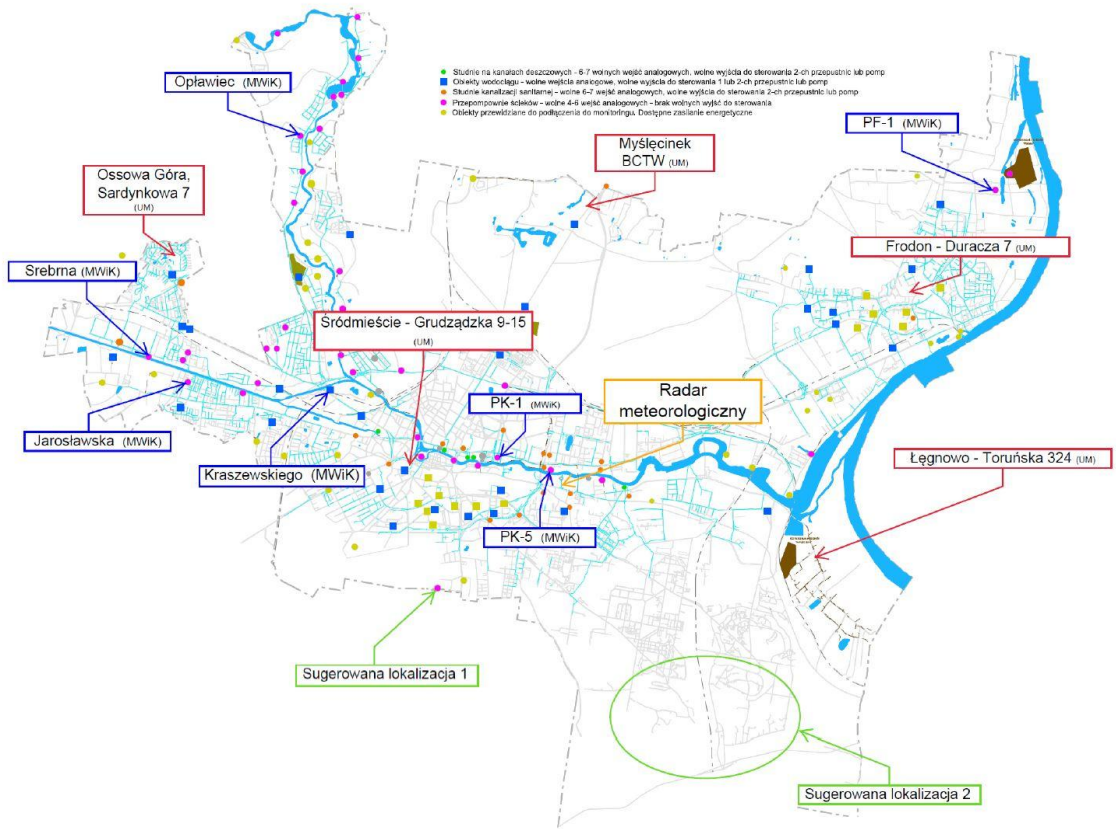 Studnie na kanałach deszczowych - 6-7 wolnych wejść analogowych, wolne wyjścia do sterowania 2-ch przepustnic lub pomp
Obiekty wodociągu - wolne wejścia analogowe, wolne wyjścia do sterowania 1 lub 2-ch przepustnic lub pomp
Studnie kanalizacji sanitarnej - wolne 6-7 wejść analogowych, wolne wyjścia do sterowania 2-ch przepustnic lub pomp
Przepompownie ścieków - wolne 4-6 wejść analogowych - brak wolnych wyjść do sterowania
Obiekty przewidziane do podłączenia do monitoringu. Dostępne zasilanie energetyczne
Opławiec (MWiK)
PF-1 (MWiK)
Myślęcinek
BCTW (UM)
Ossowa Góra,
Sardynkowa 7
(UM)
Frodon - Duracza 7 (UM)
Srebrna (MWiK)
Śródmieście - Grudządzka 9-15
(UM)
Radar
meteorologiczny
PK-1 (MWiK)
Jarosławska (MWiK)
Kraszewskiego (MWiK)
Łęgnowo - Toruńska 324 (UM)
PK-5 (MWiK)
Sugerowana lokalizacja 1
Sugerowana lokalizacja 2